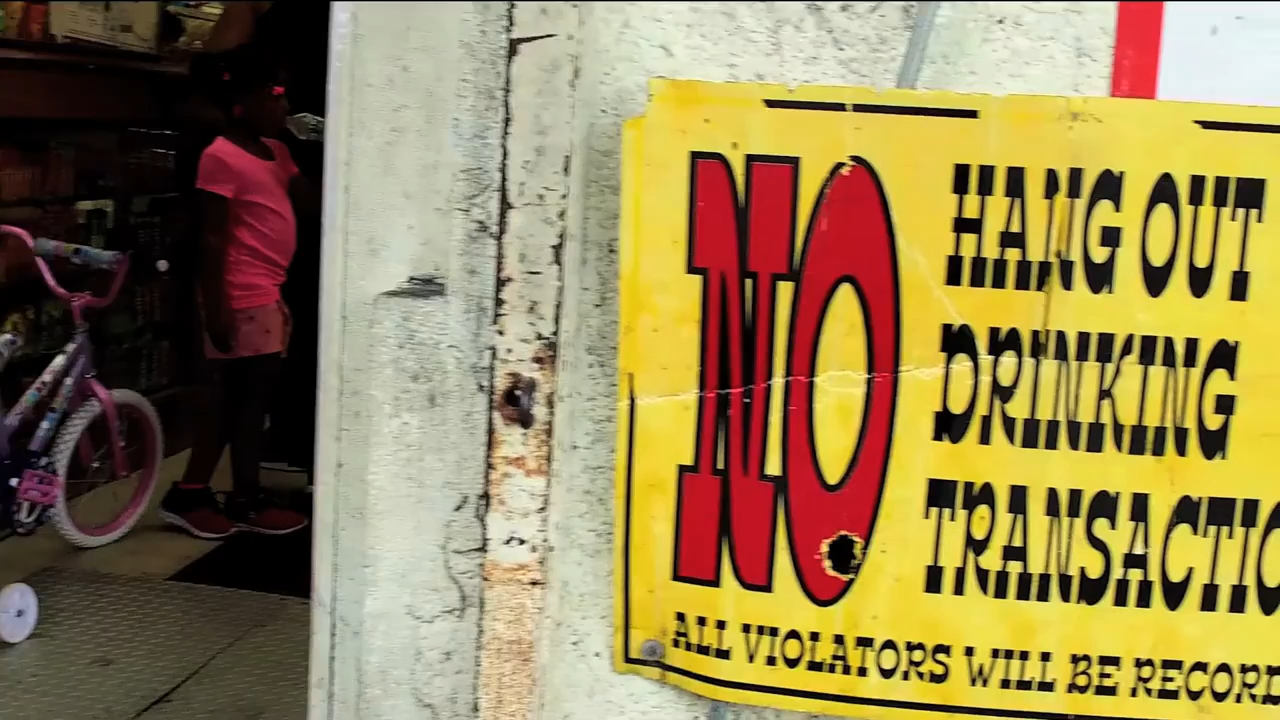 NO
HANG OUT
DRINKING
TRANSACTIO
ALL VIOLATORS WILL BE RECORD